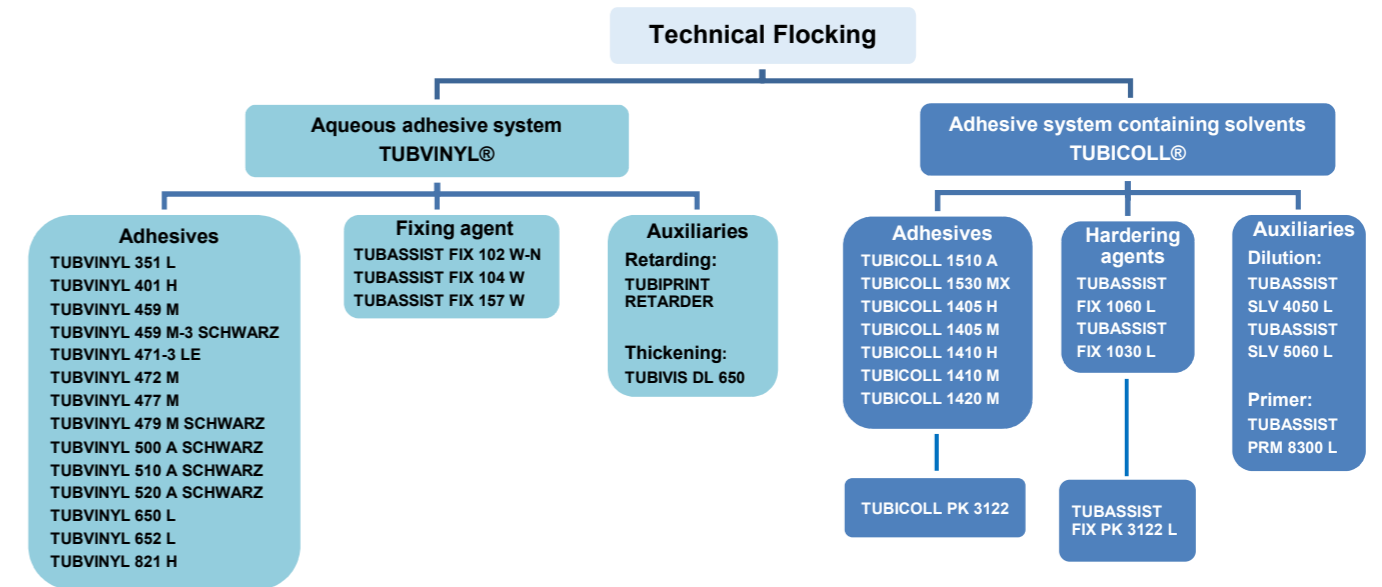 Technical Flocking
Aqueous adhesive system
TUBVINYL®
Adhesives
TUBVINYL 351 L
TUBVINYL 401 H
TUBVINYL 459 M
TUBVINYL 459 M-3 SCHWARZ
TUBVINYL 471-3 LE
TUBVINYL 472 M
TUBVINYL 477 M
TUBVINYL 479 M SCHWARZ
TUBVINYL 500 A SCHWARZ
TUBVINYL 510 A SCHWARZ
TUBVINYL 520 A SCHWARZ
TUBVINYL 650 L
TUBVINYL 652 L
TUBVINYL 821 H
Fixing agent
TUBASSIST FIX 102 W-N
TUBASSIST FIX 104 W
TUBASSIST FIX 157 W
Auxiliaries
Retarding:
TUBIPRINT
RETARDER
Thickening:
TUBIVIS DL 650
Adhesive system containing solvents
TUBICOLL®
Adhesives
TUBICOLL 1510 A
TUBICOLL 1530 MX
TUBICOLL 1405 H
TUBICOLL 1405 M
TUBICOLL 1410 H
TUBICOLL 1410 M
TUBICOLL 1420 M
TUBICOLL PK 3122
Hardering
agents
TUBASSIST
FIX 1060 L
TUBASSIST
FIX 1030 L
TUBASSIST
FIX PK 3122 L
Auxiliaries
Dilution:
TUBASSIST
SLV 4050 L
TUBASSIST
SLV 5060 L
Primer:
TUBASSIST
PRM 8300 L